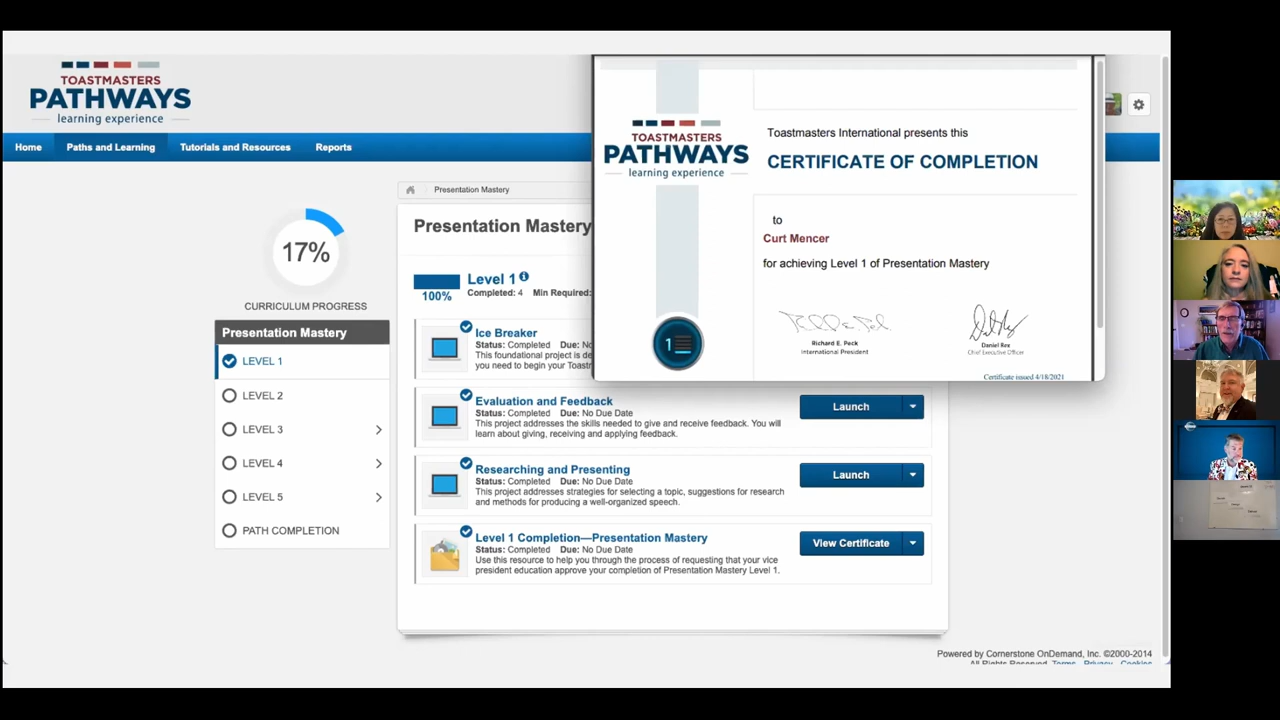 TOASTMASTERS
PATHWAYS
learning experience
Home
Paths and Learning
Tutorials and Resources
Reports
17%
CURRICULUM PROGRESS
Presentation Mastery
LEVEL 1
LEVEL 2
LEVEL 3
LEVEL 4
LEVEL 5
PATH COMPLETION
Presentation Mastery
Presentation Mastery
Level 1
100%
Completed: 4 Min Required:
Ice Breaker
Status: Completed Due: No
This foundational project is
you need to begin your
Evaluation and Feedback
Status: Completed Due: No Due Date
This project addresses the skills needed to give and receive feedback. You will
learn about giving, receiving and applying feedback.
Launch
Researching and Presenting
Status: Completed Due: No Due Date
This project addresses strategies for selecting a topic, suggestions for research
and methods for producing a well-organized speech.
Launch
Level 1 Completion—Presentation Mastery
Status: Completed Due: No Due Date
Use this resource to help you through the process of requesting that your vice
president education approve your completion of Presentation Mastery Level 1.
View Certificate
TOASTMASTERS
PATHWAYS
learning experience
1
Toastmasters International presents this
CERTIFICATE OF COMPLETION
to
Curt Mencer
for achieving Level 1 of Presentation Mastery
Richard E. Peck
International President
Daniel Rex
Chief Executive Officer
Certificate issued 4/18/2021
Powered by Cornerstone OnDemand, Inc. ©2000-2014
All Rights Reserved. Terms - Privacy - Cookies